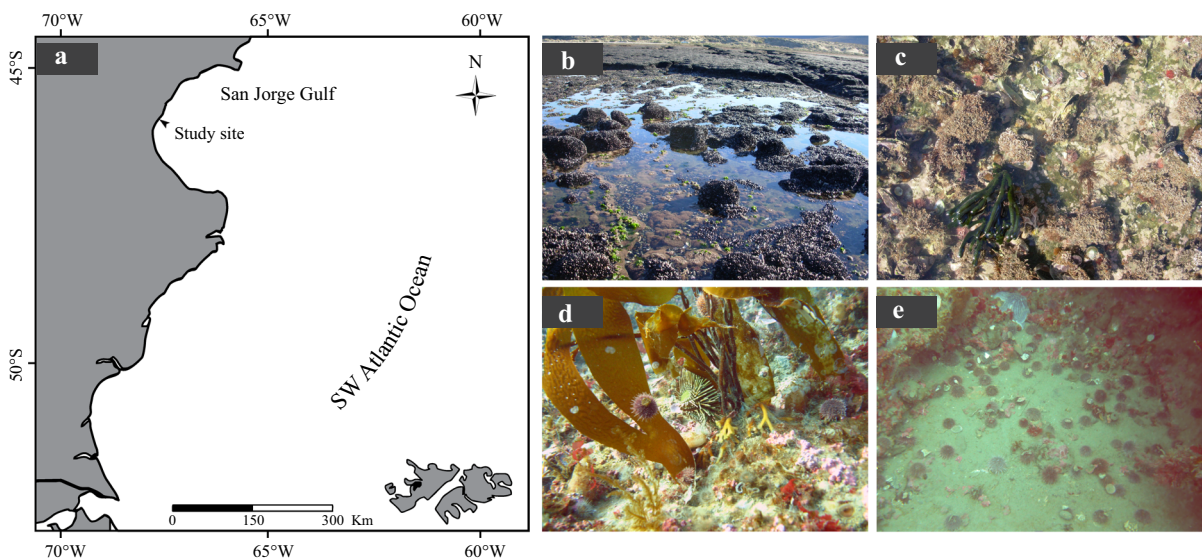 70°W 65°W 60°W
a
45°S
San Jorge Gulf
N
Study site
SW Atlantic Ocean
50°S
0 150 300 Km
70°W 65°W 60°W
b
c
d
e